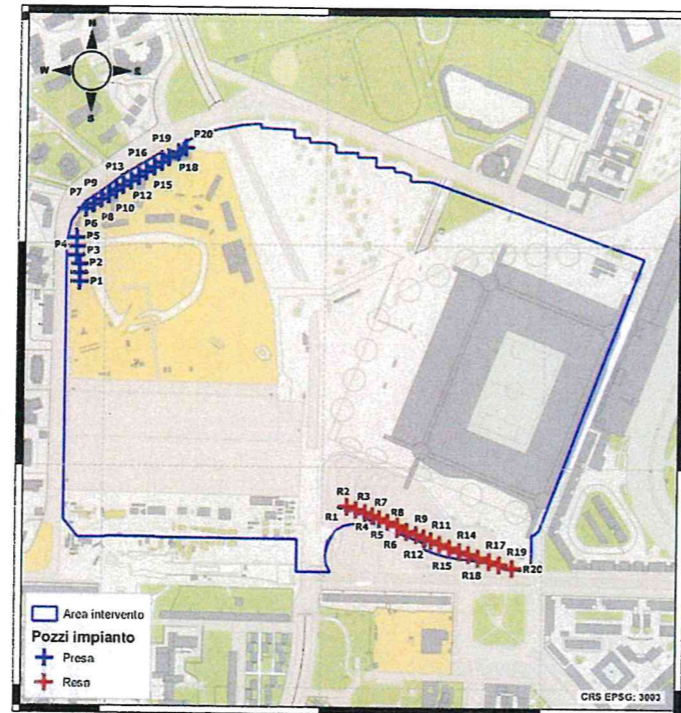 N
W E
S
P19 P20
P16
P13 P18
P9 P15
P7 P12
P10
P8
P6
P5
P4 P3
P2
P1
R2
R3
R1 R7
R4 R8
R5 R9
R6 R11
R12 R14
R15 R17
R18 R19
R20
Area intervento
Pozzi impianto
Presa
Resa
CRS EPSG: 3003